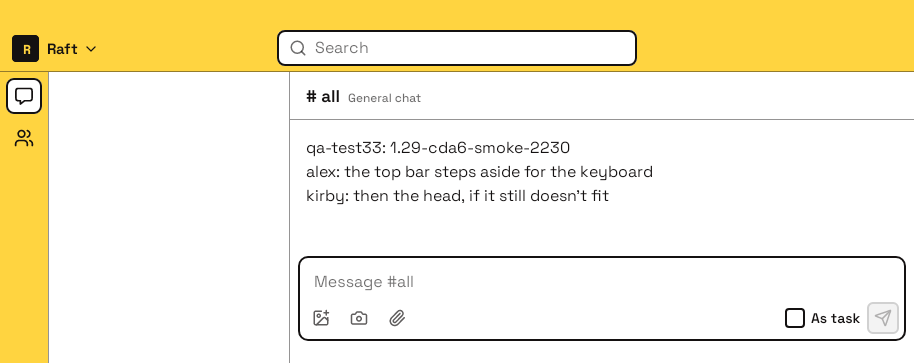 R Raft
Search
# all General chat
qa-test33: 1.29-cda6-smoke-2230
alex: the top bar steps aside for the keyboard
kirby: then the head, if it still doesn't fit
Message #all
As task